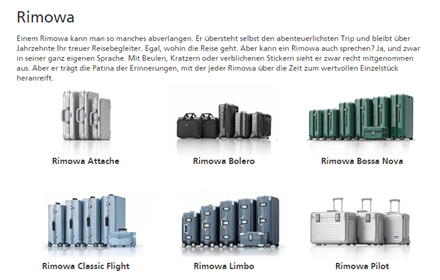 Rimowa
Einem Rimowa kann man so manches abverlangen. Er übersteht selbst den abenteuerlichsten Trip und bleibt über
Jahrzehnte Ihr treuer Reisebegleiter. Egal, wohin die Reise geht. Aber kann ein Rimowa auch sprechen? Ja, und zwar
in seiner ganz eigenen Sprache. Mit Beulen, Kratzern oder verblichenen Stickern sieht er zwar recht mitgenommen
aus. Aber er trägt die Patina der Erinnerungen, mit der jeder Rimowa über die Zeit zum wertvollen Einzelstück
heranreift.
Rimowa Attache
Rimowa Bolero
Rimowa Bossa Nova
Rimowa Classic Flight
Rimowa Limbo
Rimowa Pilot